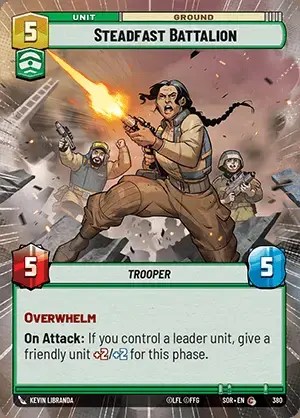 UNIT
GROUND
5
STEADFAST BATTALION
5
5
TROOPER
OVERWHELM
On Attack: If you control a leader unit, give a
friendly unit +2/+2 for this phase.
KEVIN LIBRANDA
©LFL ©FFG
SOR • EN
C
380